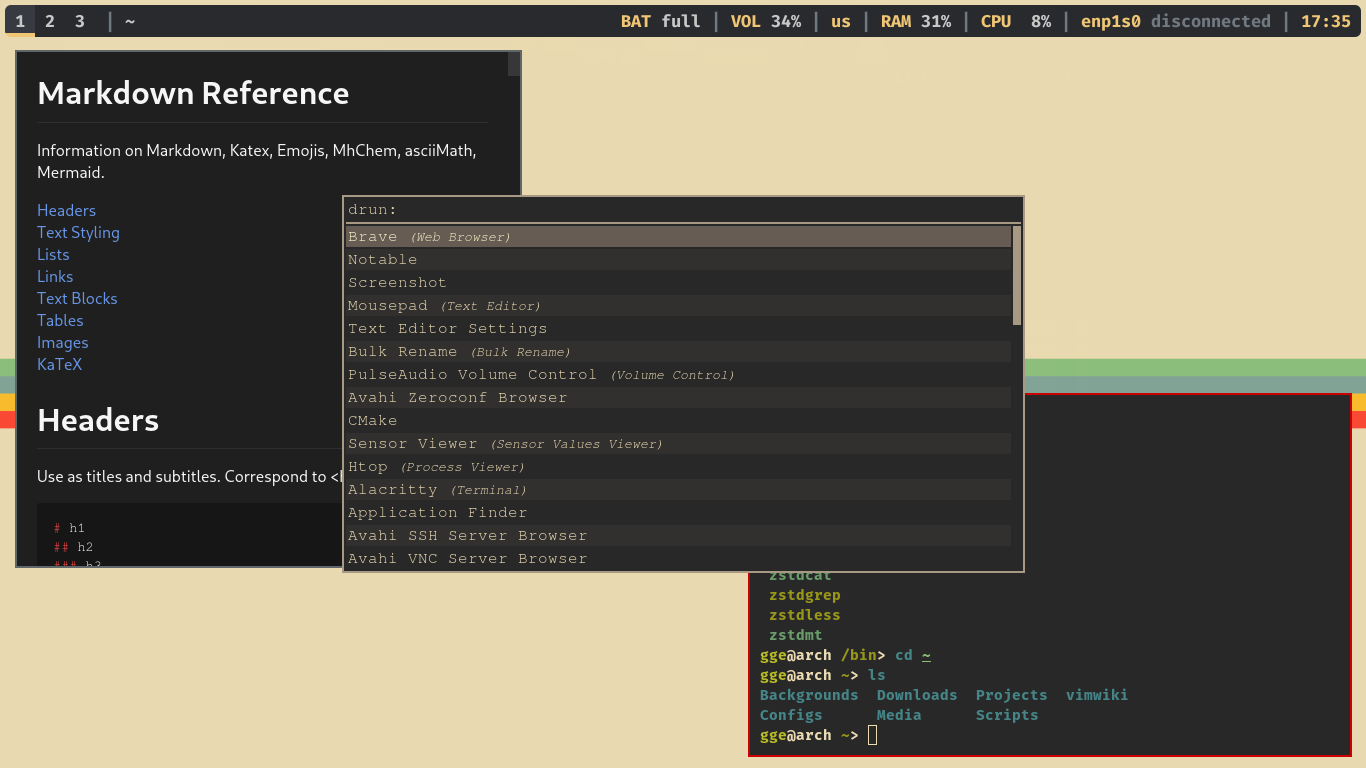 1 2 3 | ~ BAT full | VOL 34% | us | RAM 31% | CPU 8% | enp1s0 disconnected | 17:35
Markdown Reference
Information on Markdown, Katex, Emojis, MhChem, asciiMath,
Mermaid.
Headers
Text Styling
Lists
Links
Text Blocks
Tables
Images
KaTeX
Headers
Use as titles and subtitles. Correspond to <
# h1
## h2
### h3
drun:
Brave (Web Browser)
Notable
Screenshot
Mousepad (Text Editor)
Text Editor Settings
Bulk Rename (Bulk Rename)
PulseAudio Volume Control (Volume Control)
Avahi Zeroconf Browser
CMake
Sensor Viewer (Sensor Values Viewer)
Htop (Process Viewer)
Alacritty (Terminal)
Application Finder
Avahi SSH Server Browser
Avahi VNC Server Browser
zstdcat
zstdgrep
zstdless
zstdmt
gge@arch /bin> cd ~
gge@arch ~> ls
Backgrounds Downloads Projects vimwiki
Configs Media Scripts
gge@arch ~>